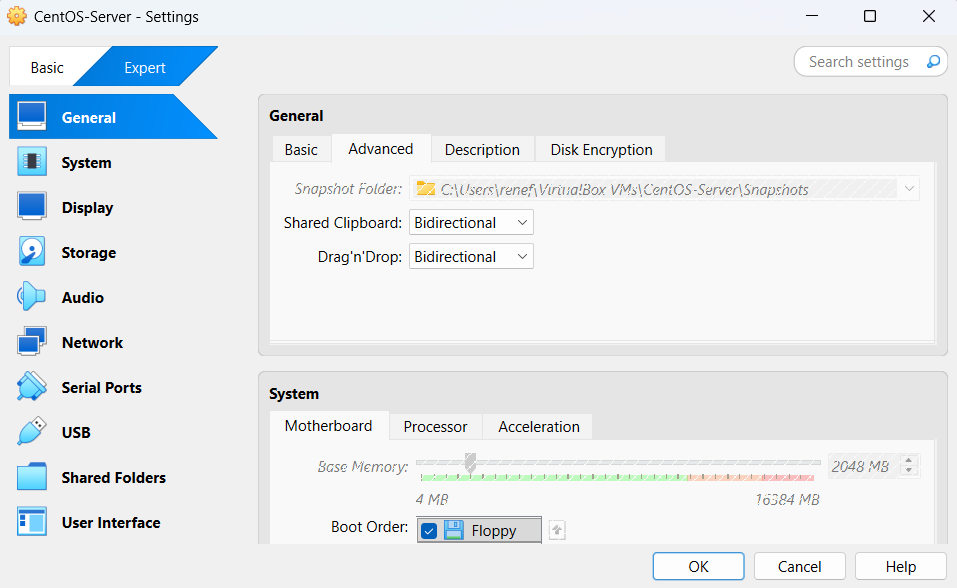 CentOS-Server - Settings
Basic
Expert
Search settings
General
System
Display
Storage
Audio
Network
Serial Ports
USB
Shared Folders
User Interface
General
Basic Advanced Description Disk Encryption
Snapshot Folder: C:\Users\renef\VirtualBox VMs\CentOS-Server\Snapshots
Shared Clipboard: Bidirectional
Drag'n'Drop: Bidirectional
System
Motherboard Processor Acceleration
Base Memory: 2048 MB
4 MB 16384 MB
Boot Order: Floppy
OK Cancel Help